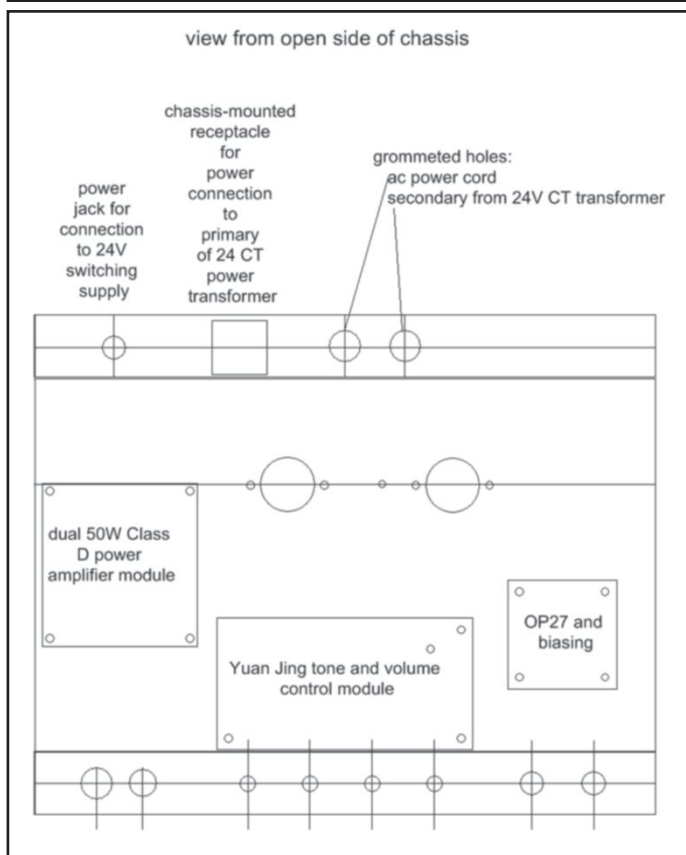 view from open side of chassis
chassis-mounted
receptacle
for
power
connection
to
primary
of 24 CT
power
transformer
grommeted holes:
ac power cord
secondary from 24V CT transformer
power
jack for
connection
to 24V
switching
supply
dual 50W Class
D power
amplifier module
OP27 and
biasing
Yuan Jing tone and volume
control module